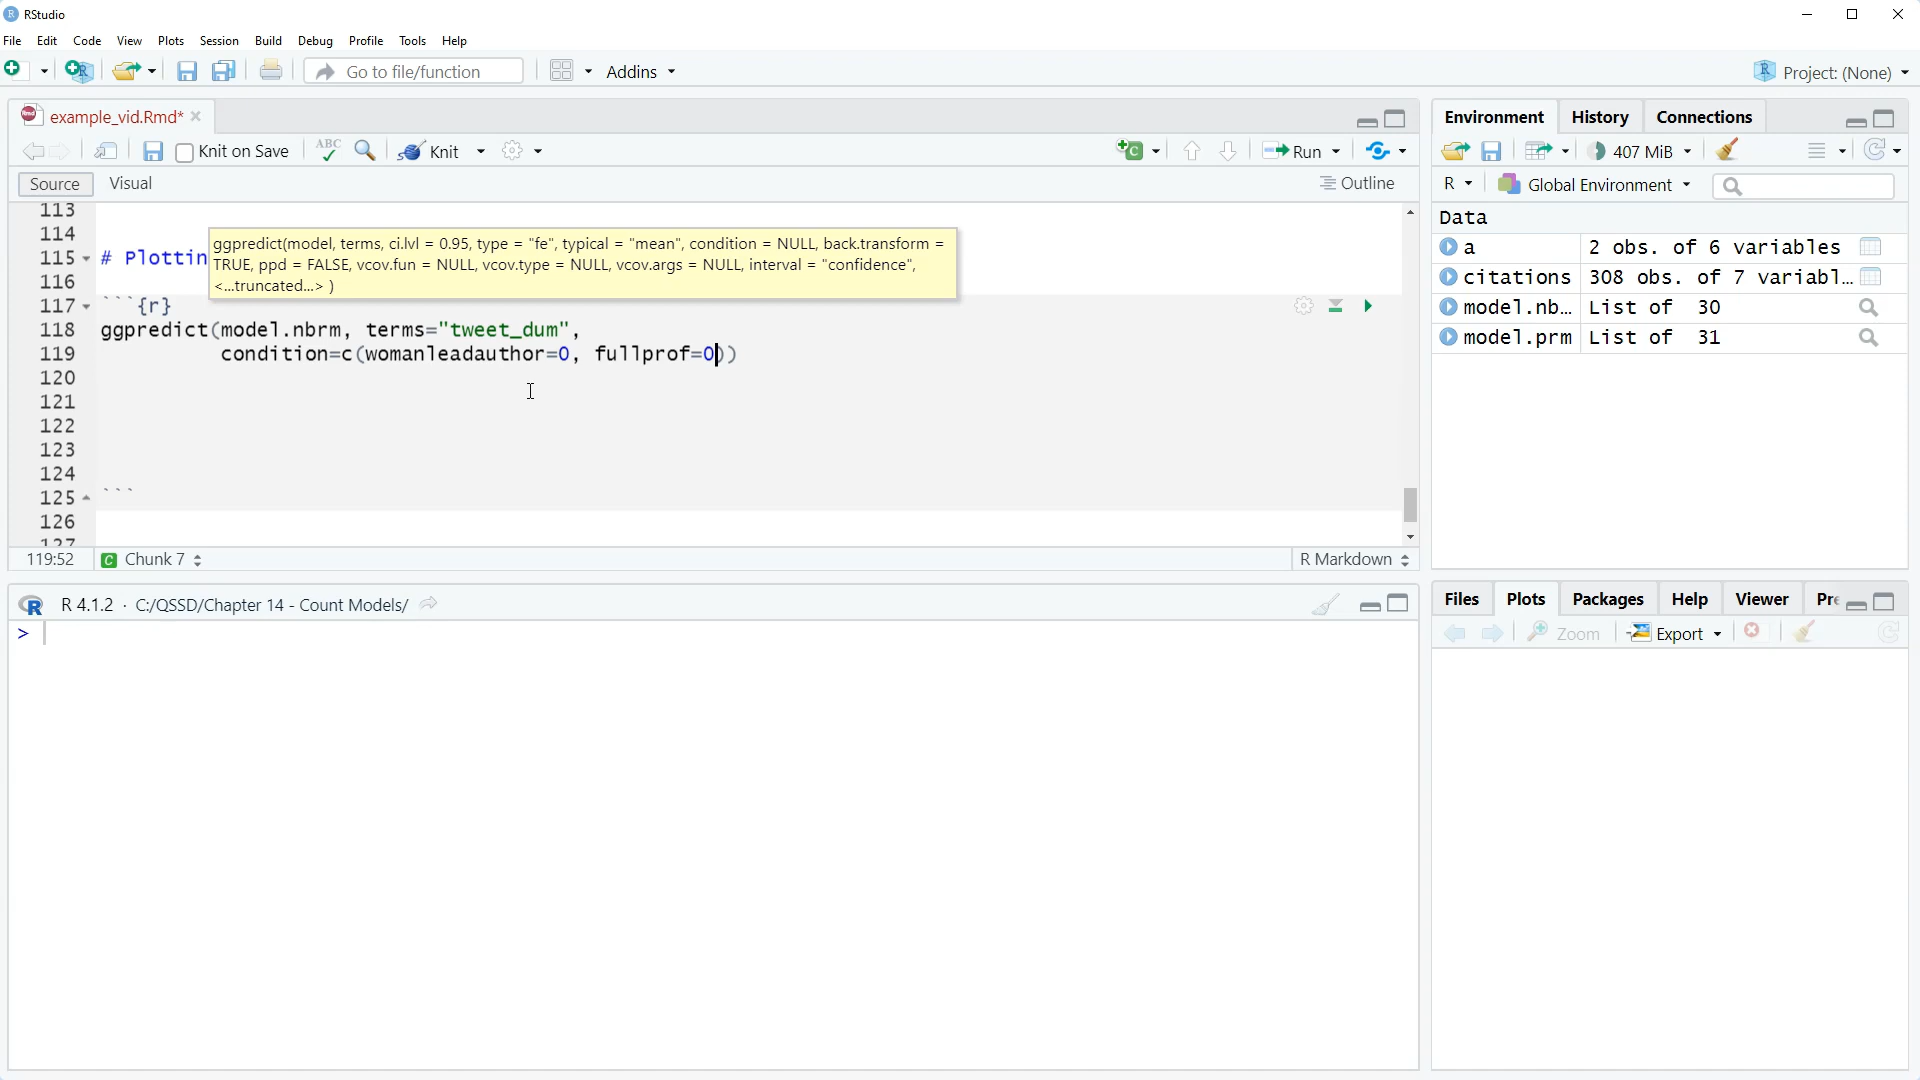 RStudio
File Edit Code View Plots Session Build Debug Profile Tools Help
Go to file/function Addins Project: (None)
example_vid.Rmd*
Knit on Save ABC Knit Run
Source Visual Outline
113
114
115 # Plottin
116
117 ```{r}
118 ggpredict(model.nbrm, terms="tweet_dum",
119 condition=c(womanleadauthor=0, fullprof=0))
120
121
122
123
124
125 ```
126
127
ggpredict(model, terms, ci.lvl = 0.95, type = "fe", typical = "mean", condition = NULL, back.transform =
TRUE, ppd = FALSE, vcov.fun = NULL, vcov.type = NULL, vcov.args = NULL, interval = "confidence",
<...truncated...> )
119:52 C Chunk 7 R Markdown
R R 4.1.2 · C:/QSSD/Chapter 14 - Count Models/
>
Environment History Connections
407 MiB
R Global Environment
Data
a 2 obs. of 6 variables
citations 308 obs. of 7 variabl...
model.nb... List of 30
model.prm List of 31
Files Plots Packages Help Viewer Pre
Zoom Export